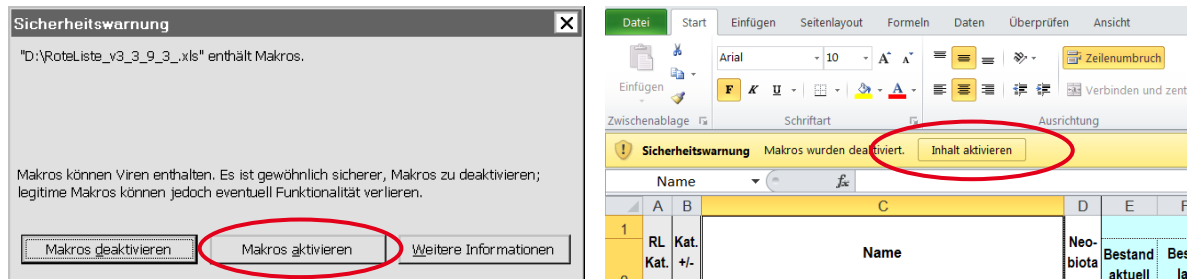 Sicherheitswarnung
"D:\RoteListe_v3_3_9_3_.xls" enthält Makros.
Makros können Viren enthalten. Es ist gewöhnlich sicherer, Makros zu deaktivieren;
legitime Makros können jedoch eventuell Funktionalität verlieren.
Makros deaktivieren Makros aktivieren Weitere Informationen
Datei Start Einfügen Seitenlayout Formeln Daten Überprüfen Ansicht
Arial 10 A A Zeilenumbruch
Einfügen F K U A Verbinden und zent
Zwischenablage Schriftart Ausrichtung
Sicherheitswarnung Makros wurden deaktiviert. Inhalt aktivieren
Name fx
A B C D E F
1
RL Kat. Name Neo- Bestand Bes
Kat. +/- biota aktuell la